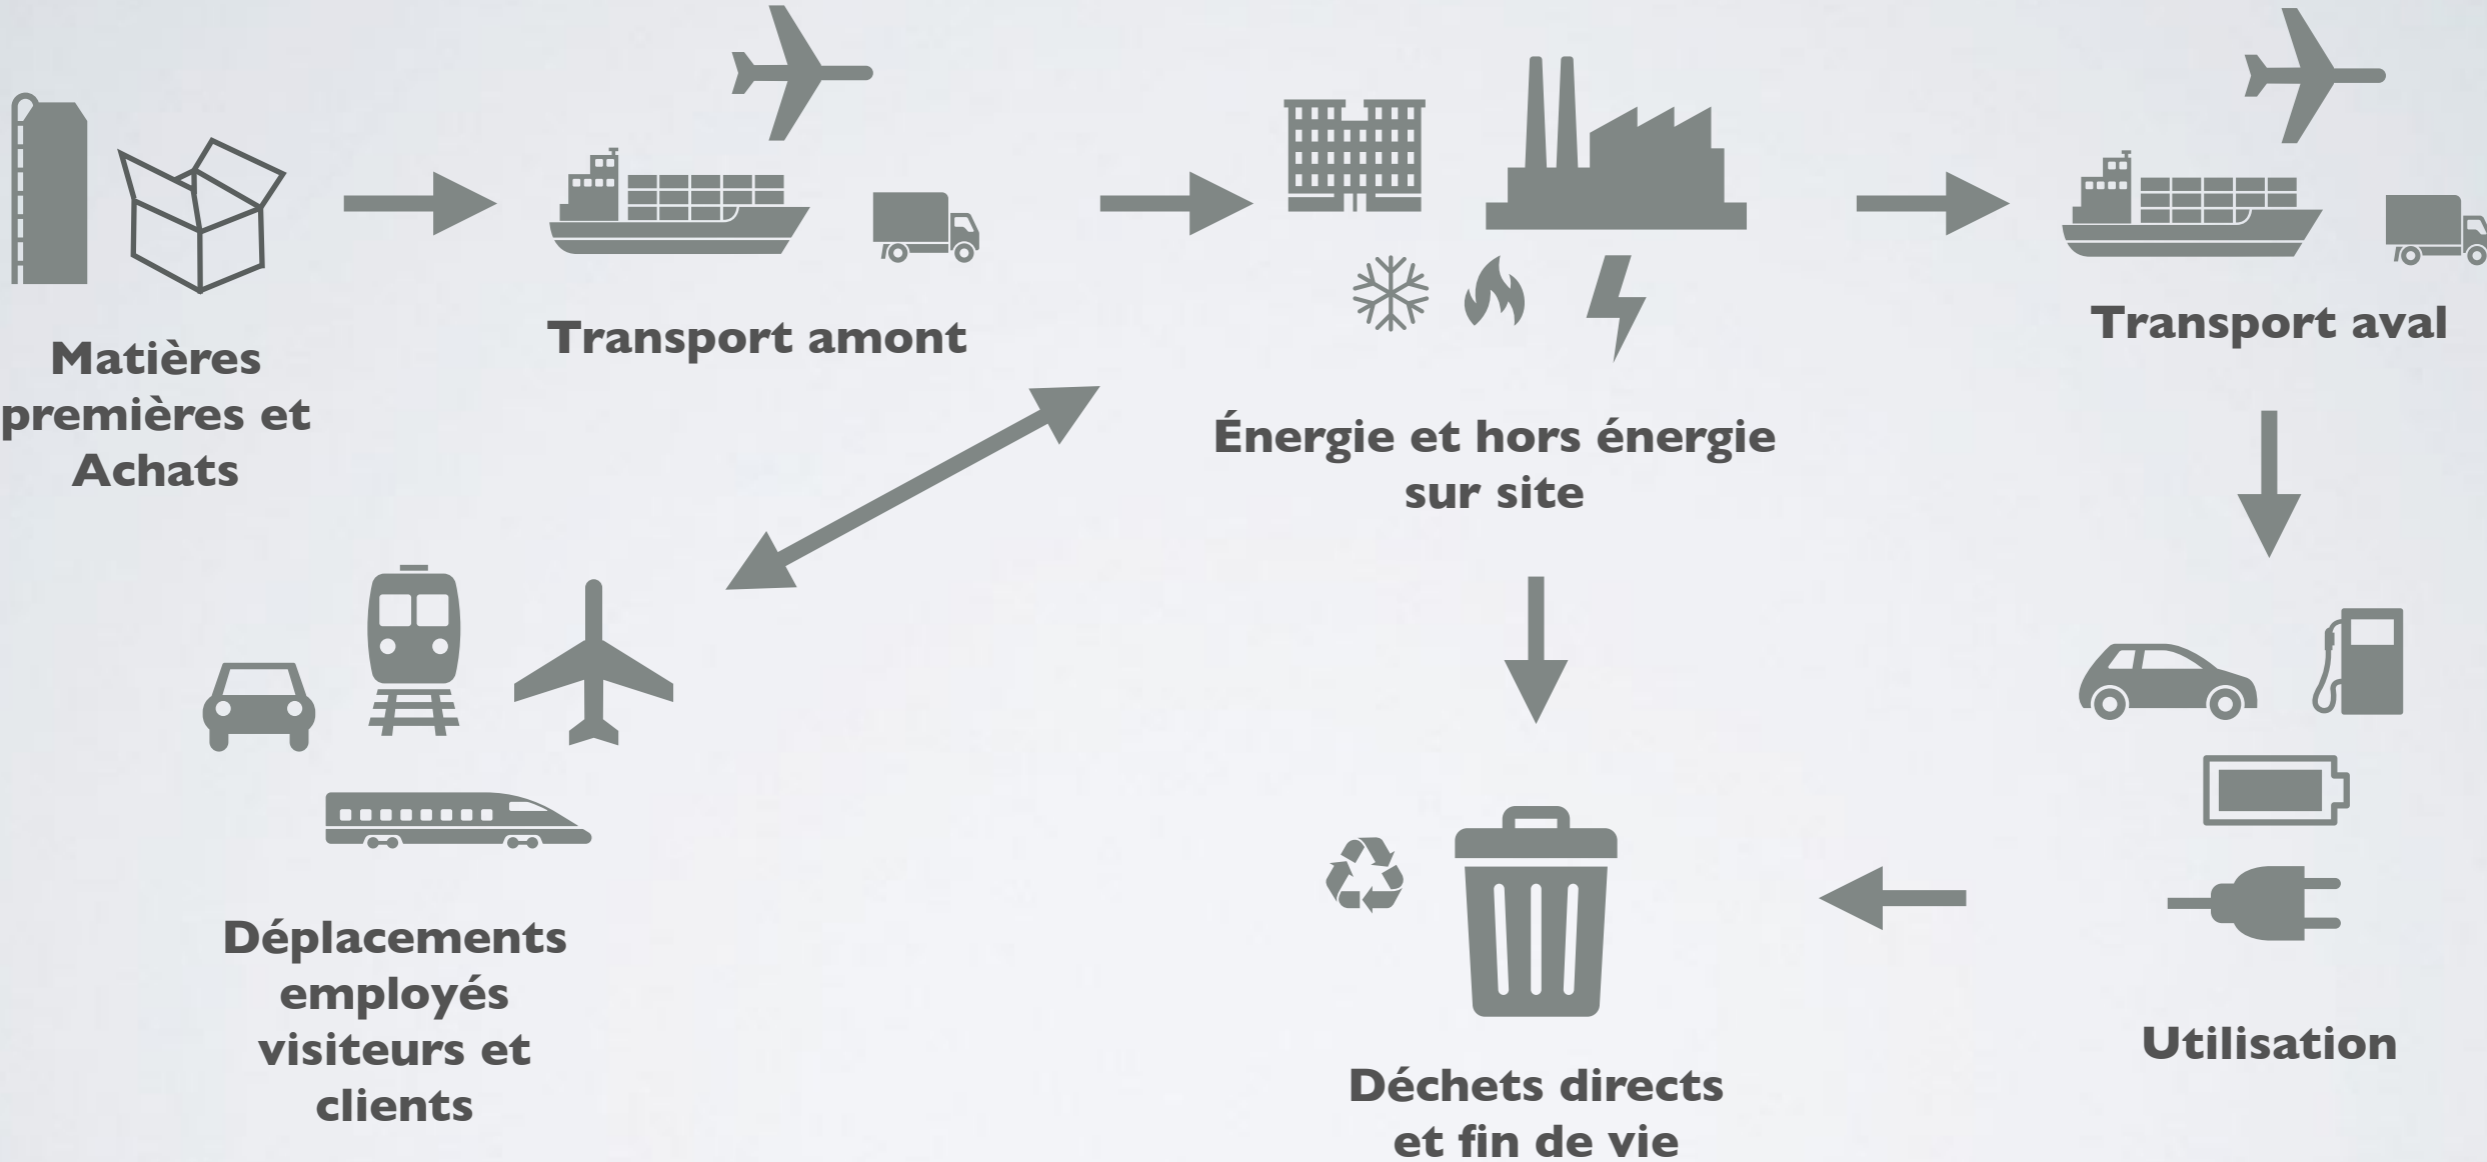 Matières
premières et
Achats
Transport amont
Énergie et hors énergie
sur site
Transport aval
Déplacements
employés
visiteurs et
clients
Déchets directs
et fin de vie
Utilisation